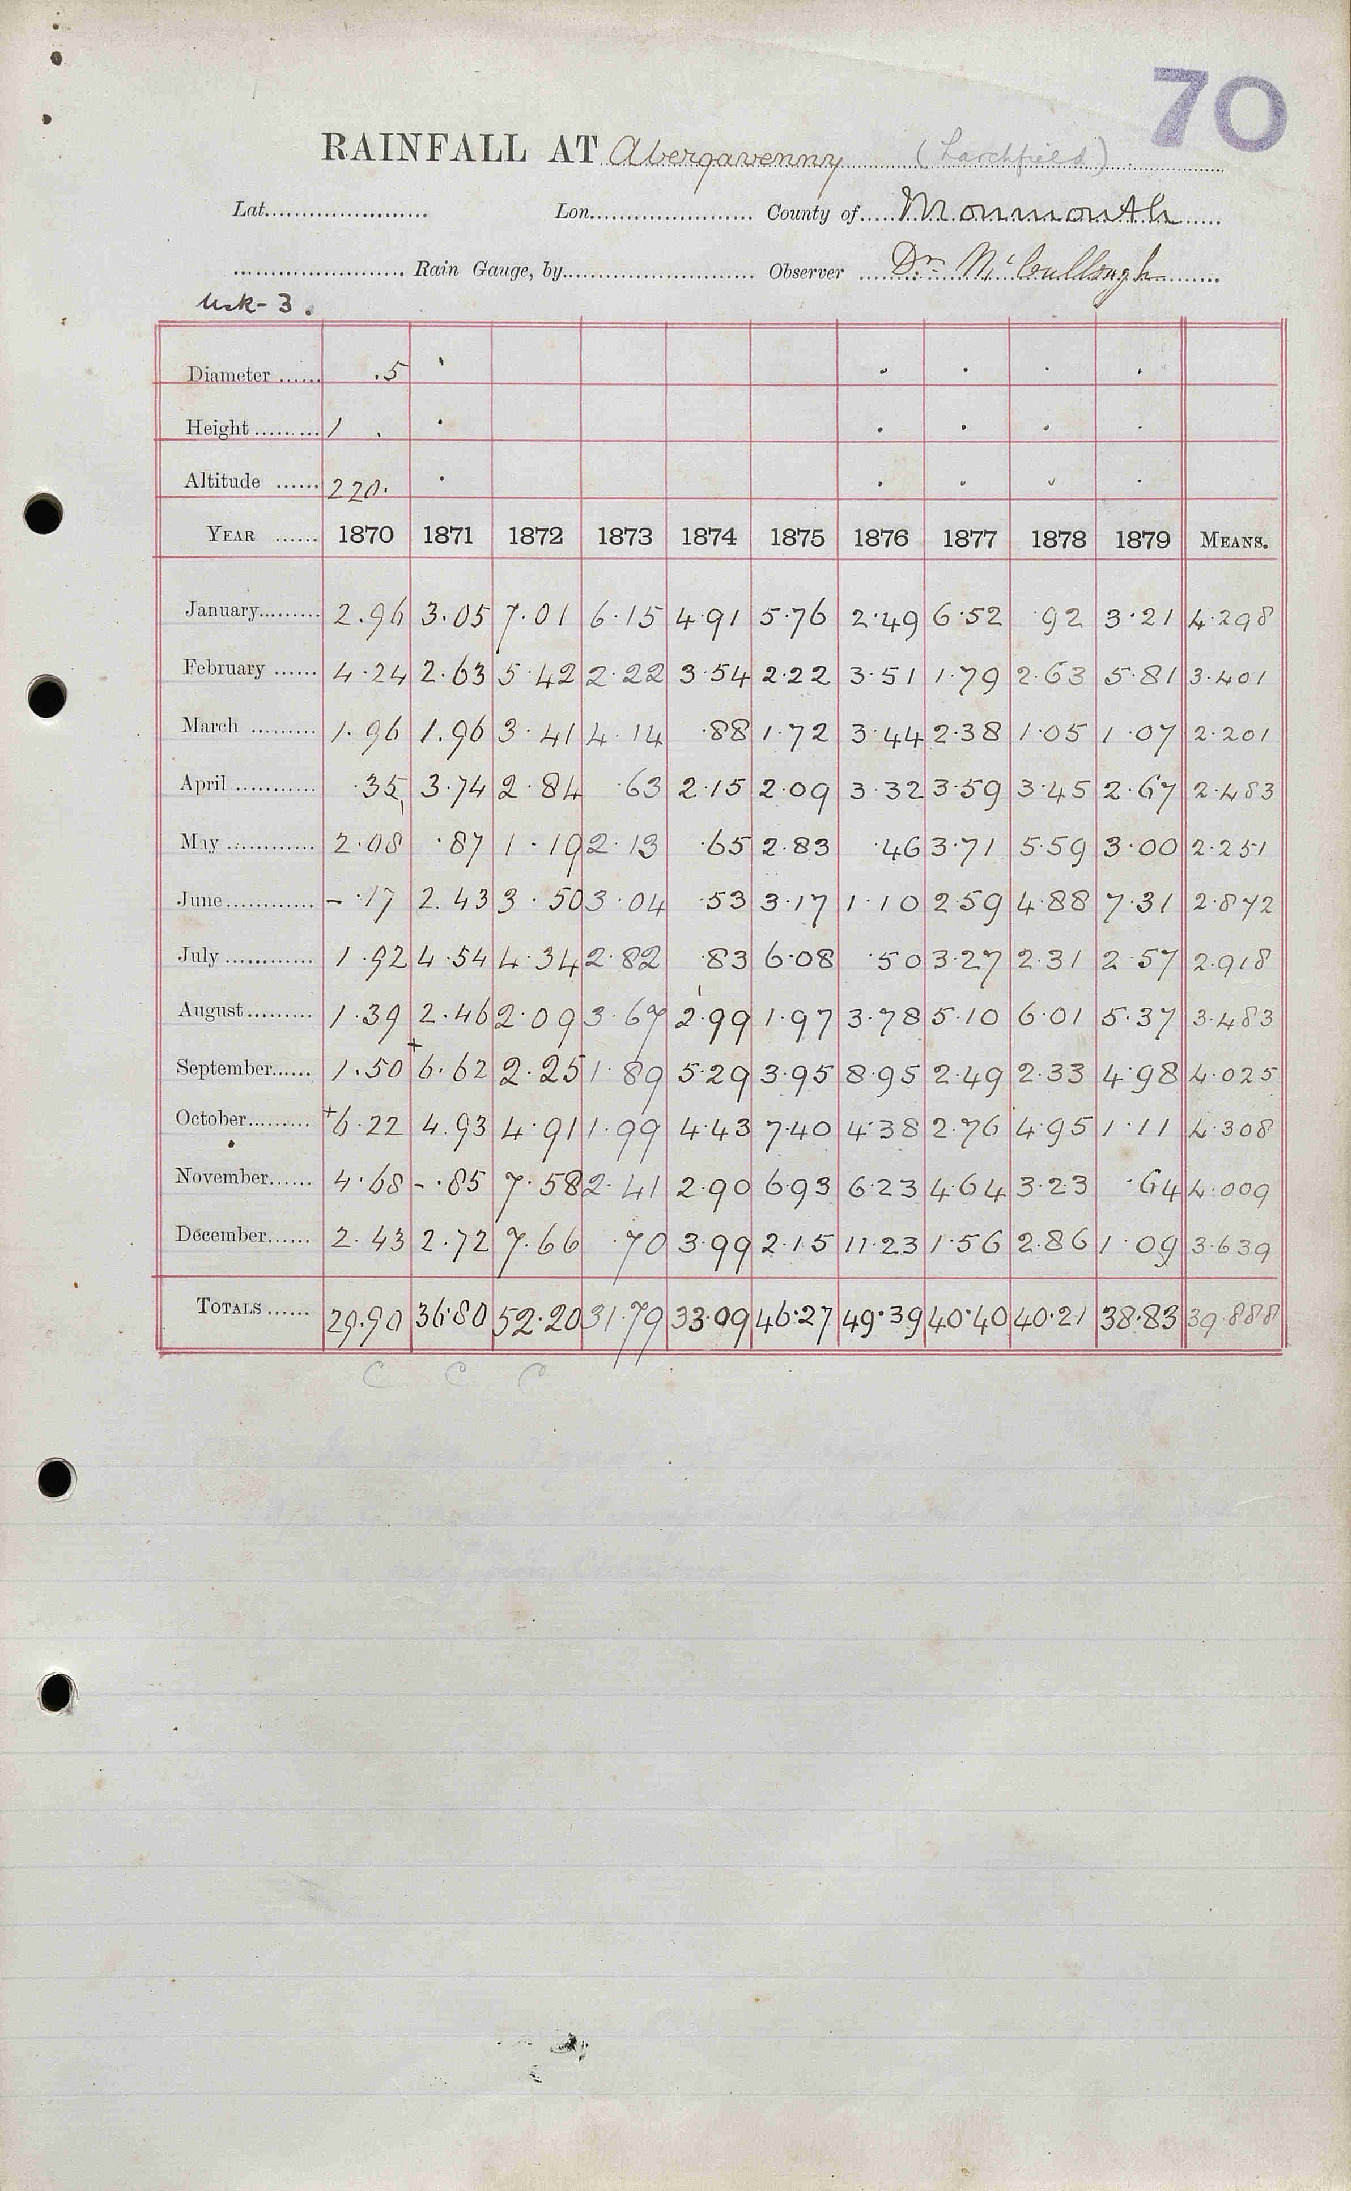 70
RAINFALL AT Abergavenny (Larchfield)
Lat. Lon. County of Monmouth
Rain Gauge, by Observer Dr. McCullough
Usk-3.
Diameter .5
Height 1 .
Altitude 220.
YEAR 1870 1871 1872 1873 1874 1875 1876 1877 1878 1879 MEANS.
January 2.96 3.05 7.01 6.15 4.91 5.76 2.49 6.52 .92 3.21 4.298
February 4.24 2.63 5.42 2.22 3.54 2.22 3.51 1.79 2.63 5.81 3.401
March 1.96 1.96 3.41 4.14 .88 1.72 3.44 2.38 1.05 1.07 2.201
April .35 3.74 2.84 .63 2.15 2.09 3.32 3.59 3.45 2.67 2.483
May 2.08 .87 1.19 2.13 .65 2.83 .46 3.71 5.59 3.00 2.251
June - .17 2.43 3.50 3.04 .53 3.17 1.10 2.59 4.88 7.31 2.872
July 1.92 4.54 4.34 2.82 .83 6.08 .50 3.27 2.31 2.57 2.918
August 1.39 2.46 2.09 3.67 2.99 1.97 3.78 5.10 6.01 5.37 3.483
September 1.50 +6.62 2.25 1.89 5.29 3.95 8.95 2.49 2.33 4.98 4.025
October +6.22 4.93 4.91 1.99 4.43 7.40 4.38 2.76 4.95 1.11 4.308
November 4.68 - .85 7.58 2.41 2.90 6.93 6.23 4.64 3.23 .64 4.009
December 2.43 2.72 7.66 .70 3.99 2.15 11.23 1.56 2.86 1.09 3.639
TOTALS 29.90 36.80 52.20 31.79 33.09 46.27 49.39 40.40 40.21 38.83 39.888
C C C